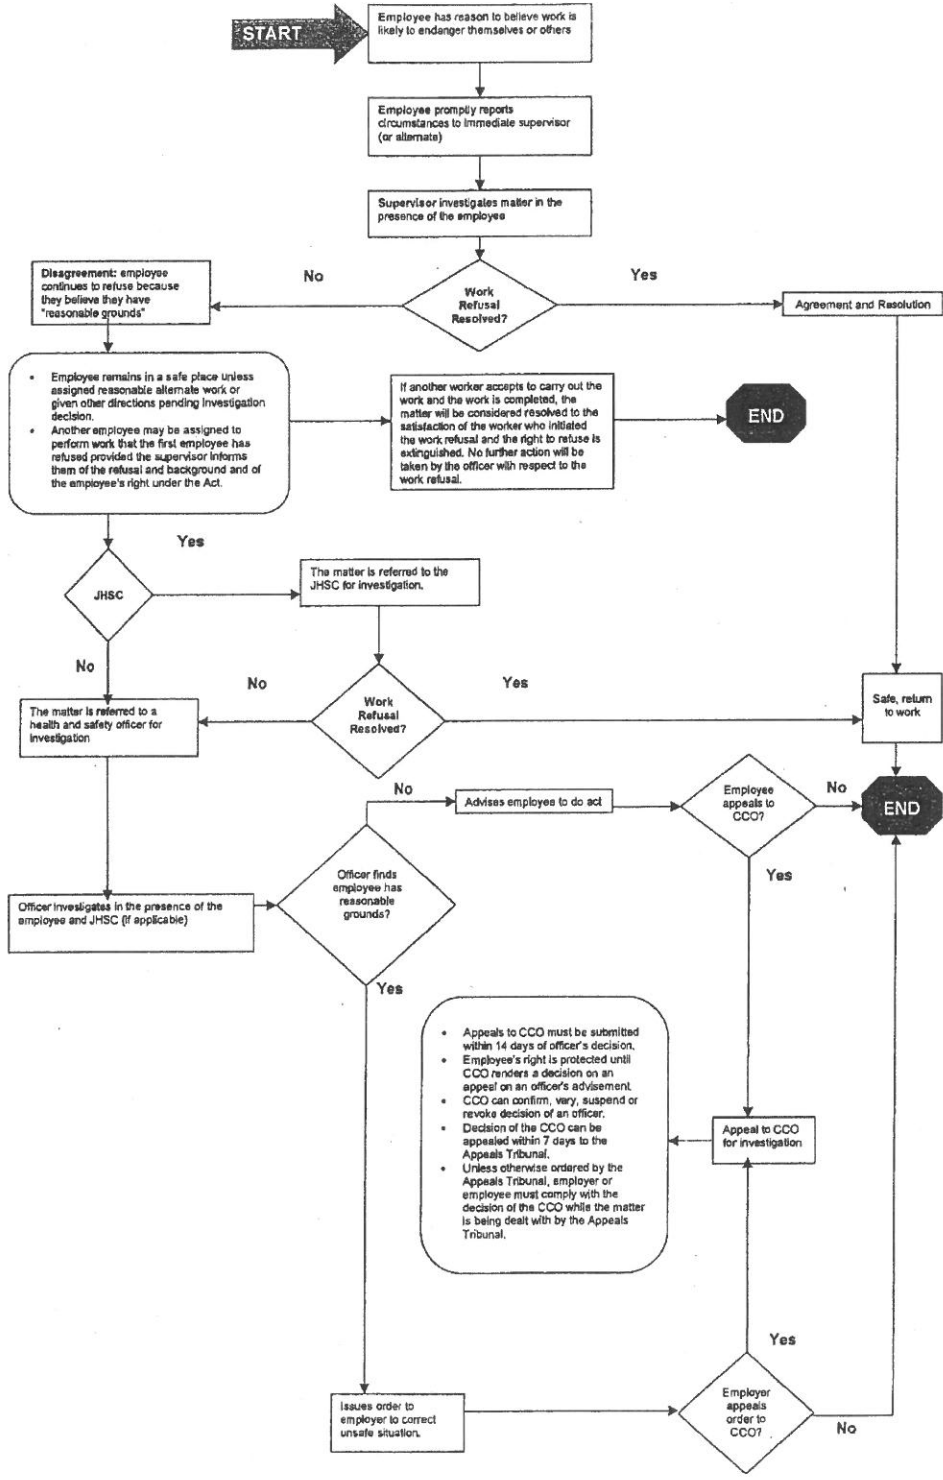 START
Employee has reason to believe work is
likely to endanger themselves or others
Employee promptly reports
circumstances to immediate supervisor
(or alternate)
Supervisor investigates matter in the
presence of the employee
Work
Refusal
Resolved?
No
Yes
Disagreement: employee
continues to refuse because
they believe they have
"reasonable grounds"
Agreement and Resolution
• Employee remains in a safe place unless
assigned reasonable alternate work or
given other directions pending investigation
decision.
• Another employee may be assigned to
perform work that the first employee has
refused provided the supervisor informs
them of the refusal and background and of
the employee's right under the Act.
If another worker accepts to carry out the
work and the work is completed, the
matter will be considered resolved to the
satisfaction of the worker who initiated
the work refusal and the right to refuse is
extinguished. No further action will be
taken by the officer with respect to the
work refusal.
END
Yes
JHSC
The matter is referred to the
JHSC for investigation.
No
The matter is referred to a
health and safety officer for
investigation
No
Work
Refusal
Resolved?
Yes
Safe, return
to work
END
Officer investigates in the presence of the
employee and JHSC (if applicable)
Officer finds
employee has
reasonable
grounds?
No
Advises employee to do act
Employee
appeals to
CCO?
No
Yes
Yes
• Appeals to CCO must be submitted
within 14 days of officer's decision.
• Employee's right is protected until
CCO renders a decision on an
appeal on an officer's advisement.
• CCO can confirm, vary, suspend or
revoke decision of an officer.
• Decision of the CCO can be
appealed within 7 days to the
Appeals Tribunal.
• Unless otherwise ordered by the
Appeals Tribunal, employer or
employee must comply with the
decision of the CCO while the matter
is being dealt with by the Appeals
Tribunal.
Appeal to CCO
for investigation
Yes
Issues order to
employer to correct
unsafe situation.
Employer
appeals
order to
CCO?
No